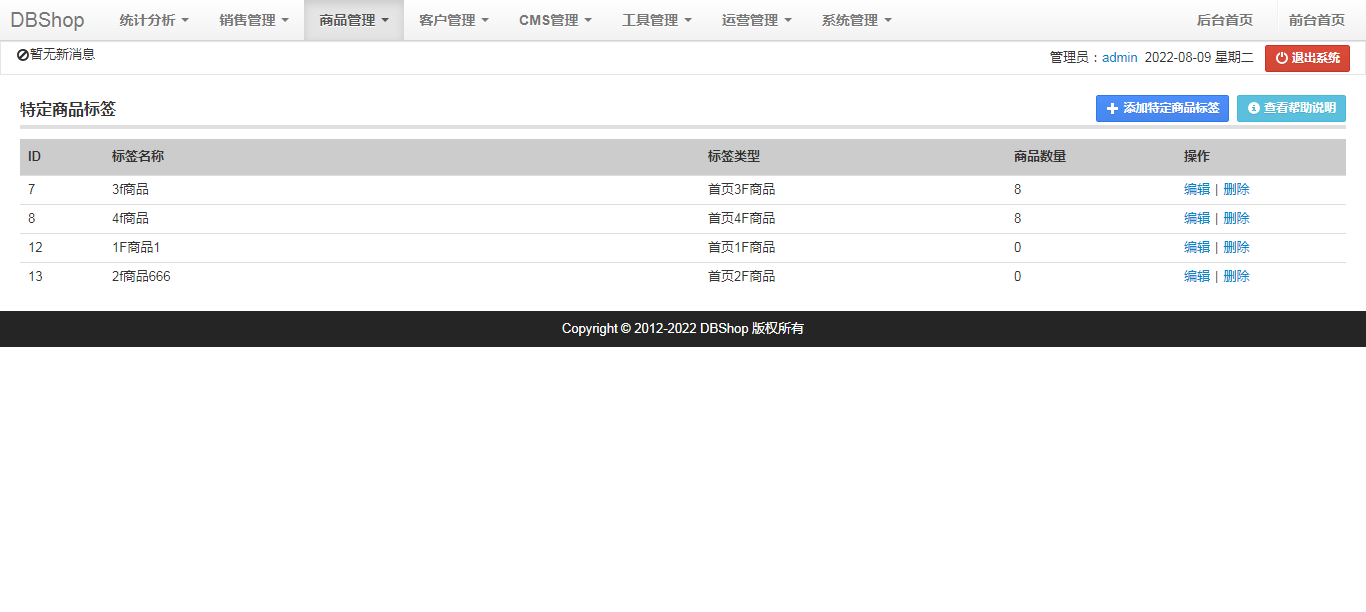 DBShop 统计分析 销售管理 商品管理 客户管理 CMS管理 工具管理 运营管理 系统管理 后台首页 前台首页
暂无新消息 管理员：admin 2022-08-09 星期二 退出系统
特定商品标签 添加特定商品标签 查看帮助说明
ID 标签名称 标签类型 商品数量 操作
7 3f商品 首页3F商品 8 编辑 | 删除
8 4f商品 首页4F商品 8 编辑 | 删除
12 1F商品1 首页1F商品 0 编辑 | 删除
13 2f商品666 首页2F商品 0 编辑 | 删除
Copyright © 2012-2022 DBShop 版权所有